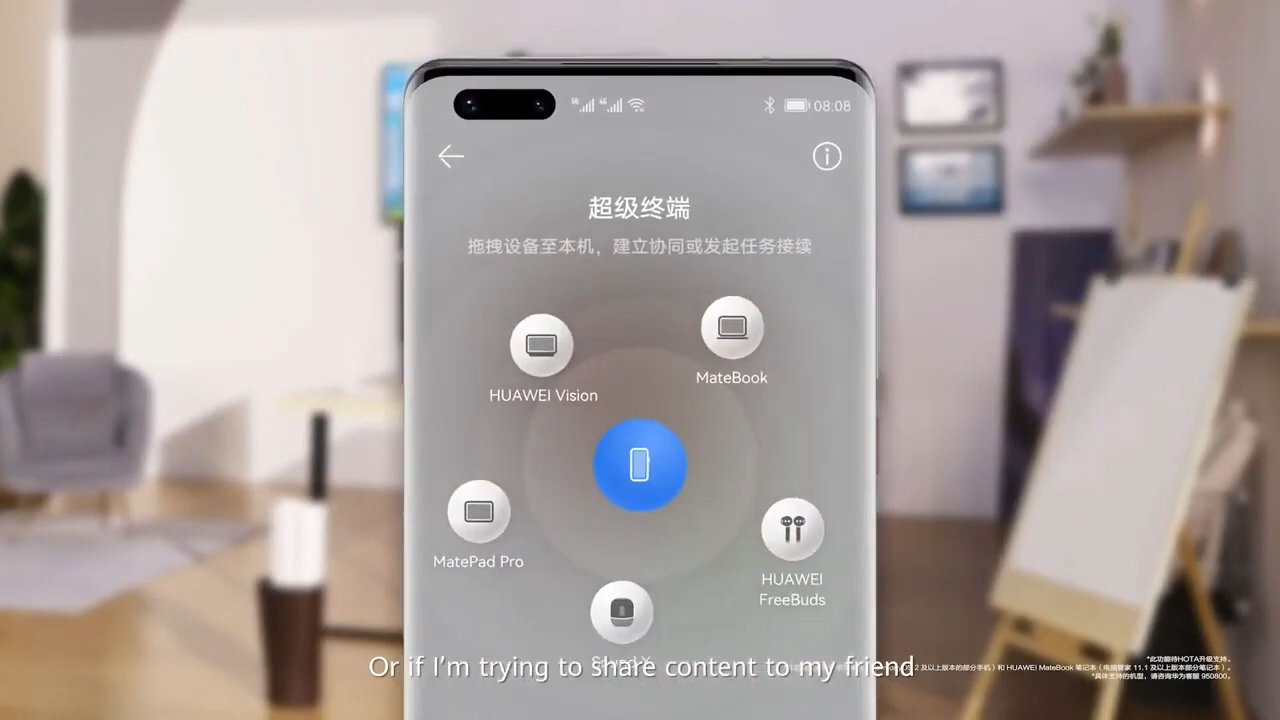 5G 4G 08:08
超级终端
拖拽设备至本机，建立协同或发起任务接续
HUAWEI Vision
MateBook
MatePad Pro
HUAWEI
FreeBuds
Or if I'm trying to share content to my friend
*此功能待HOTA升级支持。
2 及以上版本的部分手机）和 HUAWEI MateBook 笔记本（电脑管家 11.1 及以上版本部分笔记本）。
*具体支持的机型，请咨询华为客服 950800。